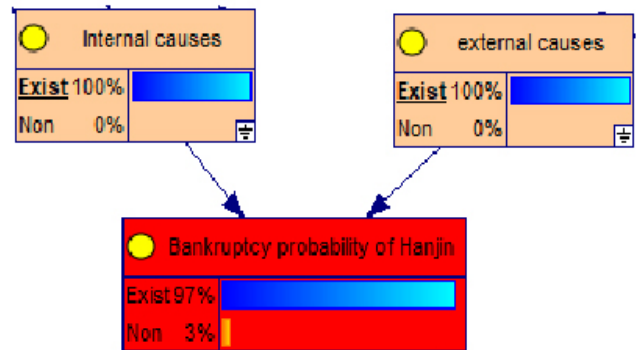 Internal causes
Exist 100%
Non 0%
external causes
Exist 100%
Non 0%
Bankruptcy probability of Hanjin
Exist 97%
Non 3%